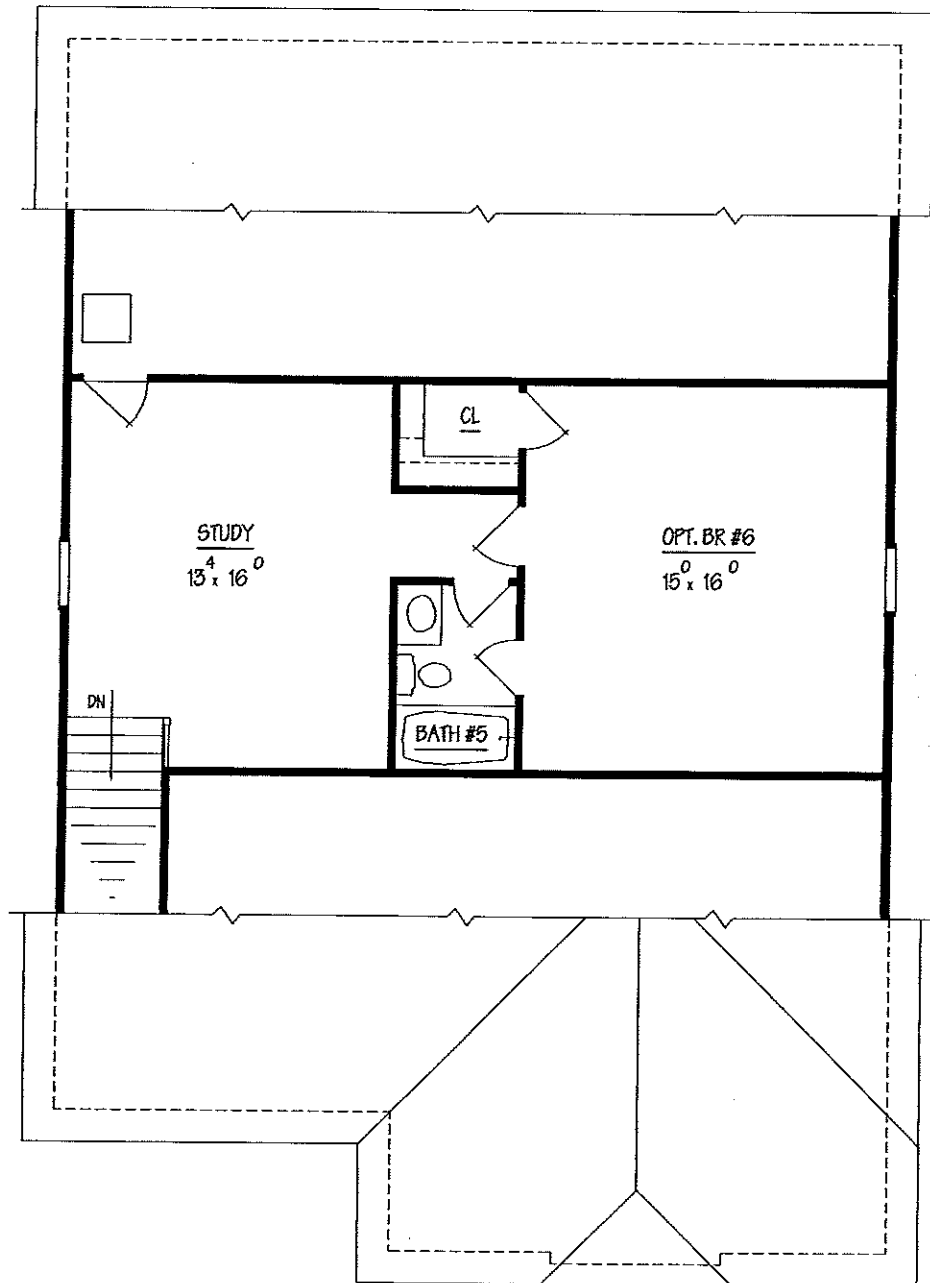 CL
STUDY
13⁴ x 16⁰
OPT. BR #6
15⁰ x 16⁰
DN
BATH #5